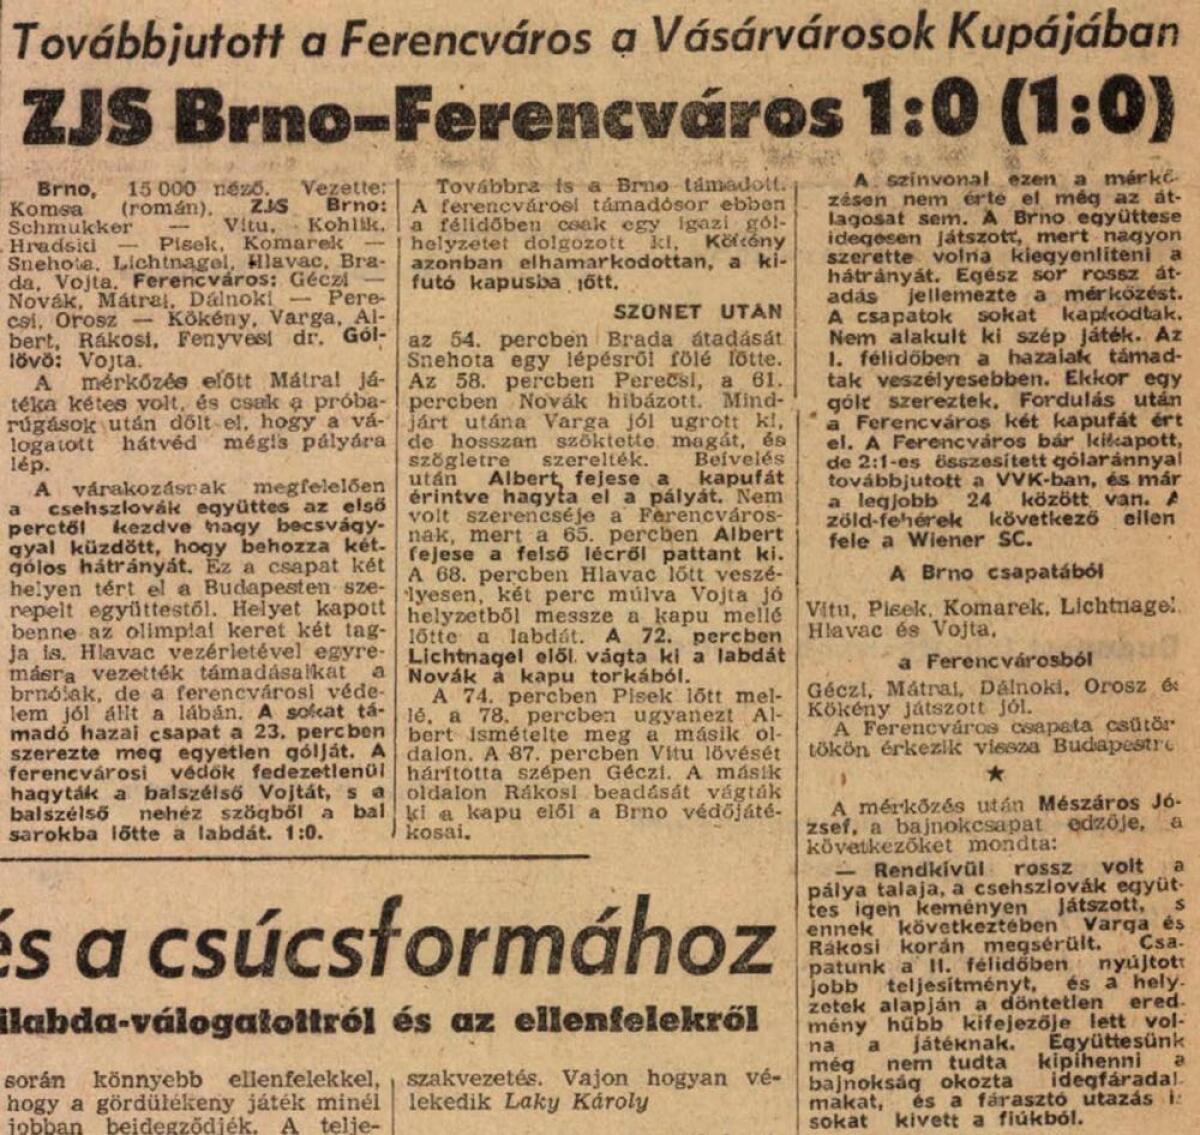 Továbbjutott a Ferencváros a Vásárvárosok Kupájában
ZJS Brno–Ferencváros 1:0 (1:0)
Brno, 15 000 néző. Vezette:
Komsa (román). ZJS Brno:
Schmukker — Vitu, Kohlik,
Hradski — Pisek, Komarek —
Snehota, Lichtnagel, Hlavac, Bra-
da, Vojta. Ferencváros: Géczi —
Novák, Mátrai, Dálnoki — Pere-
csi, Orosz — Kökény, Varga, Al-
bert, Rákosi, Fenyvesi dr. Gól-
lövő: Vojta.
A mérkőzés előtt Mátrai já-
téka kétes volt, és csak a próba-
rúgások után dőlt el, hogy a vá-
logatott hátvéd mégis pályára
lép.
A várakozásnak megfelelően
a csehszlovák együttes az első
perctől kezdve nagy becsvágy-
gyal küzdött, hogy behozza két-
gólos hátrányát. Ez a csapat két
helyen tért el a Budapesten sze-
repelt együttestől. Helyet kapott
benne az olimpiai keret két tag-
ja is. Hlavac vezérletével egyre-
másra vezették támadásaikat a
brnóiak, de a ferencvárosi véde-
lem jól állt a lábán. A sokat tá-
madó hazai csapat a 23. percben
szerezte meg egyetlen gólját. A
ferencvárosi védők fedezetlenül
hagyták a balszélső Vojtát, s a
balszélső nehéz szögből a bal
sarokba lőtte a labdát. 1:0.
Továbbra is a Brno támadott.
A ferencvárosi támadósor ebben
a félidőben csak egy igazi gól-
helyzetet dolgozott ki, Kökény
azonban elhamarkodottan, a ki-
futó kapusba lőtt.
SZÜNET UTÁN
az 54. percben Brada átadását
Snehota egy lépésről fölé lőtte.
Az 58. percben Perecsi, a 61.
percben Novák hibázott. Mind-
járt utána Varga jól ugrott ki,
de hosszan szöktette magát, és
szögletre szerelték. Beívelés
után Albert fejese a kapufát
érintve hagyta el a pályát. Nem
volt szerencséje a Ferencváros-
nak, mert a 65. percben Albert
fejese a felső lécről pattant ki.
A 68. percben Hlavac lőtt veszé-
lyesen, két perc múlva Vojta jó
helyzetből messze a kapu mellé
lőtte a labdát. A 72. percben
Lichtnagel elől vágta ki a labdát
Novák a kapu torkából.
A 74. percben Pisek lőtt mel-
lé, a 78. percben ugyanezt Al-
bert ismételte meg a másik ol-
dalon. A 87. percben Vitu lövését
hárította szépen Géczi. A másik
oldalon Rákosi beadását vágták
ki a kapu elől a Brno védőjáté-
kosai.
A színvonal ezen a mérkő-
zésen nem érte el még az át-
lagosat sem. A Brno együttese
idegesen játszott, mert nagyon
szerette volna kiegyenlíteni a
hátrányát. Egész sor rossz át-
adás jellemezte a mérkőzést.
A csapatok sokat kapkodtak.
Nem alakult ki szép játék. Az
I. félidőben a hazaiak támad-
tak veszélyesebben. Ekkor egy
gólt szereztek. Fordulás után
a Ferencváros két kapufát ért
el. A Ferencváros bár kikapott,
de 2:1-es összesített gólaránnyal
továbbjutott a VVK-ban, és már
a legjobb 24 között van. A
zöld-fehérek következő ellen
fele a Wiener SC.
A Brno csapatából
Vitu, Pisek, Komarek, Lichtnagel,
Hlavac és Vojta,
a Ferencvárosból
Géczi, Mátrai, Dálnoki, Orosz és
Kökény játszott jól.
A Ferencváros csapata csütör
tökön érkezik vissza Budapestre
★
A mérkőzés után Mészáros Jó-
zsef, a bajnokcsapat edzője, a
következőket mondta:
— Rendkívül rossz volt a
pálya talaja, a csehszlovák együt-
tes igen keményen játszott, s
ennek következtében Varga és
Rákosi korán megsérült. Csa-
patunk a II. félidőben nyújtott
jobb teljesítményt, és a hely-
zetek alapján a döntetlen ered-
mény hűbb kifejezője lett vol-
na a játéknak. Együttesünk
még nem tudta kipihenni a
bajnokság okozta idegfáradal-
makat, és a fárasztó utazás is
sokat kivett a fiúkból.
és a csúcsformához
ilabda-válogatottról és az ellenfelekről
során könnyebb ellenfelekkel,
hogy a gördülékeny játék minél
jobban beidegződjék. A telje-
szakvezetés. Vajon hogyan vé-
lekedik Laky Károly